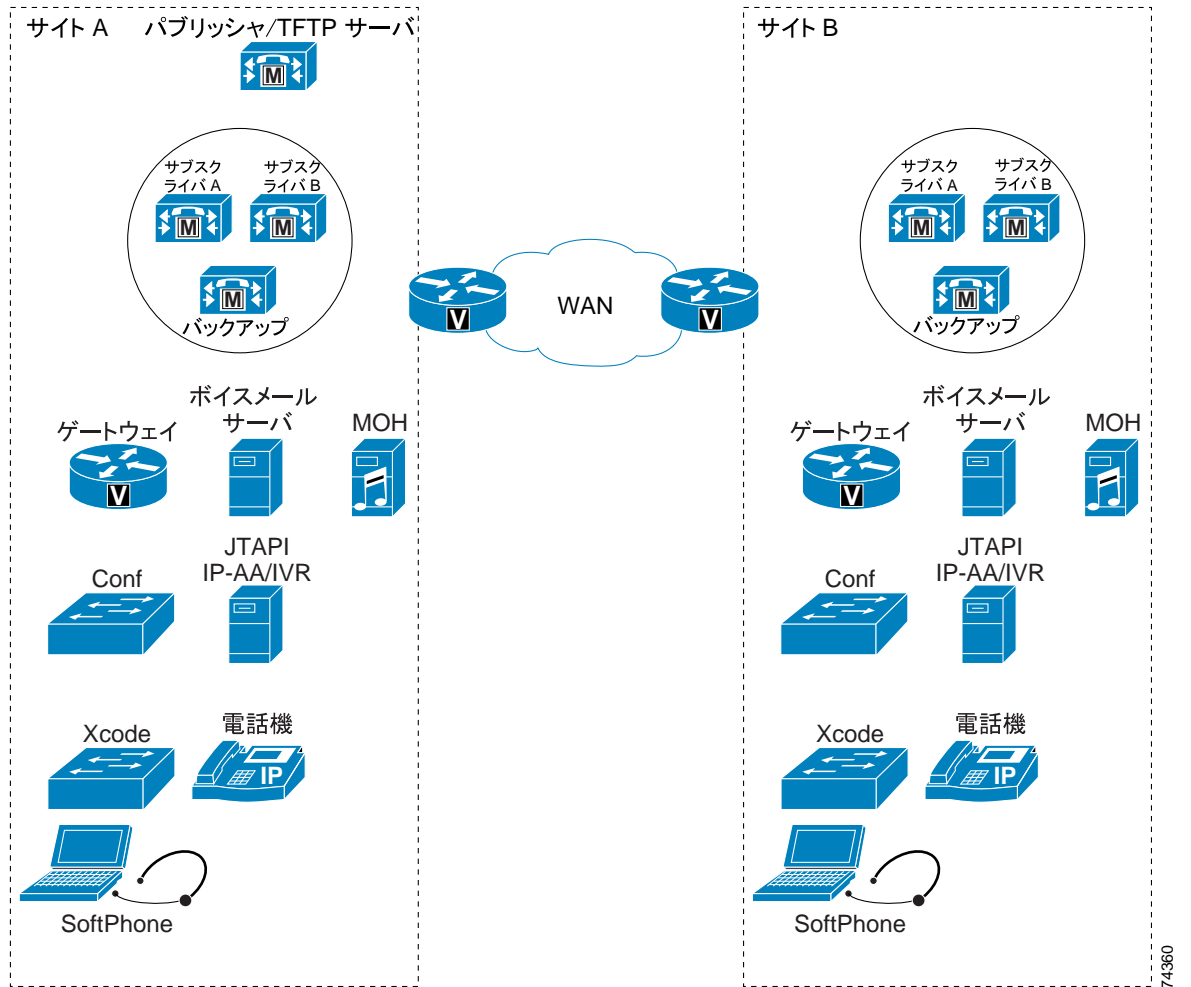 サイト A
パブリッシャ/TFTP サーバ
M
サブスク
ライバ A
サブスク
ライバ B
M
M
M
バックアップ
V
WAN
V
サイト B
サブスク
ライバ A
サブスク
ライバ B
M
M
M
バックアップ
ゲートウェイ
V
ボイスメール
サーバ
MOH
Conf
JTAPI
IP-AA/IVR
Xcode
電話機
IP
SoftPhone
ゲートウェイ
V
ボイスメール
サーバ
MOH
Conf
JTAPI
IP-AA/IVR
Xcode
電話機
IP
SoftPhone
74360